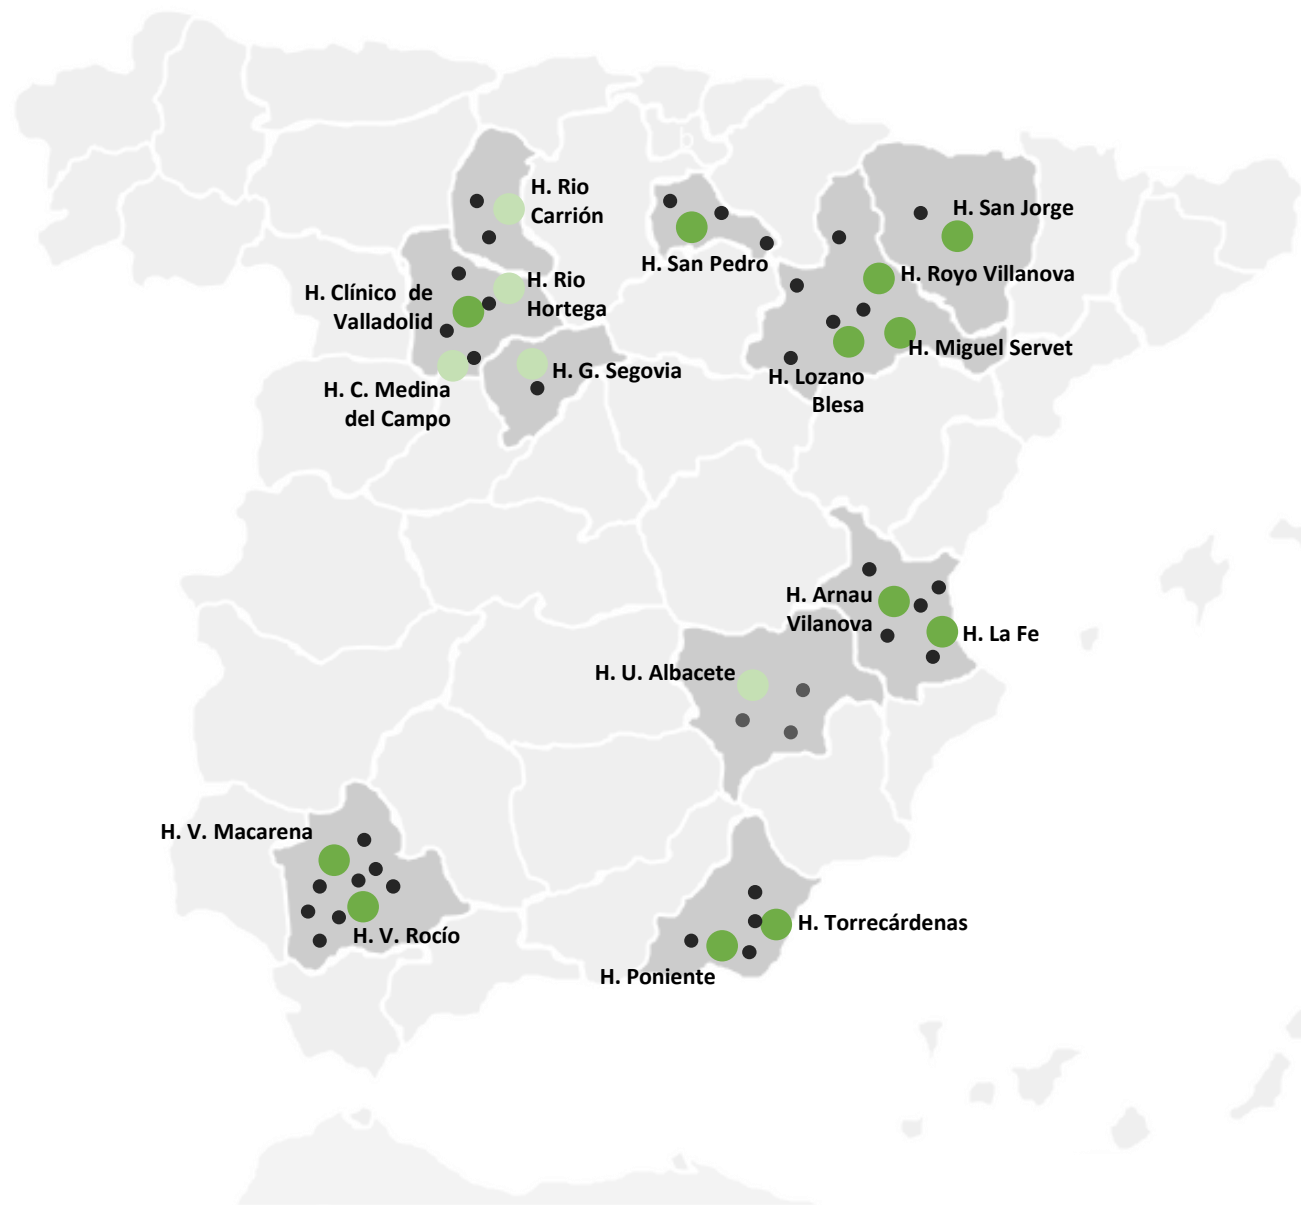 H. Rio
Carrión
H. San Jorge
H. San Pedro
H. Royo Villanova
H. Rio
Hortega
H. Clínico de
Valladolid
H. Miguel Servet
H. G. Segovia
H. Lozano
Blesa
H. C. Medina
del Campo
H. Arnau
Vilanova
H. La Fe
H. U. Albacete
H. V. Macarena
H. V. Rocío
H. Torrecárdenas
H. Poniente